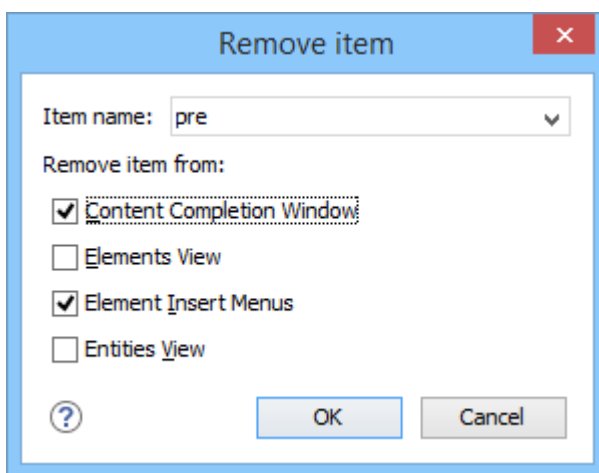 Remove item
Item name: pre
Remove item from:
Content Completion Window
Elements View
Element Insert Menus
Entities View
? OK Cancel